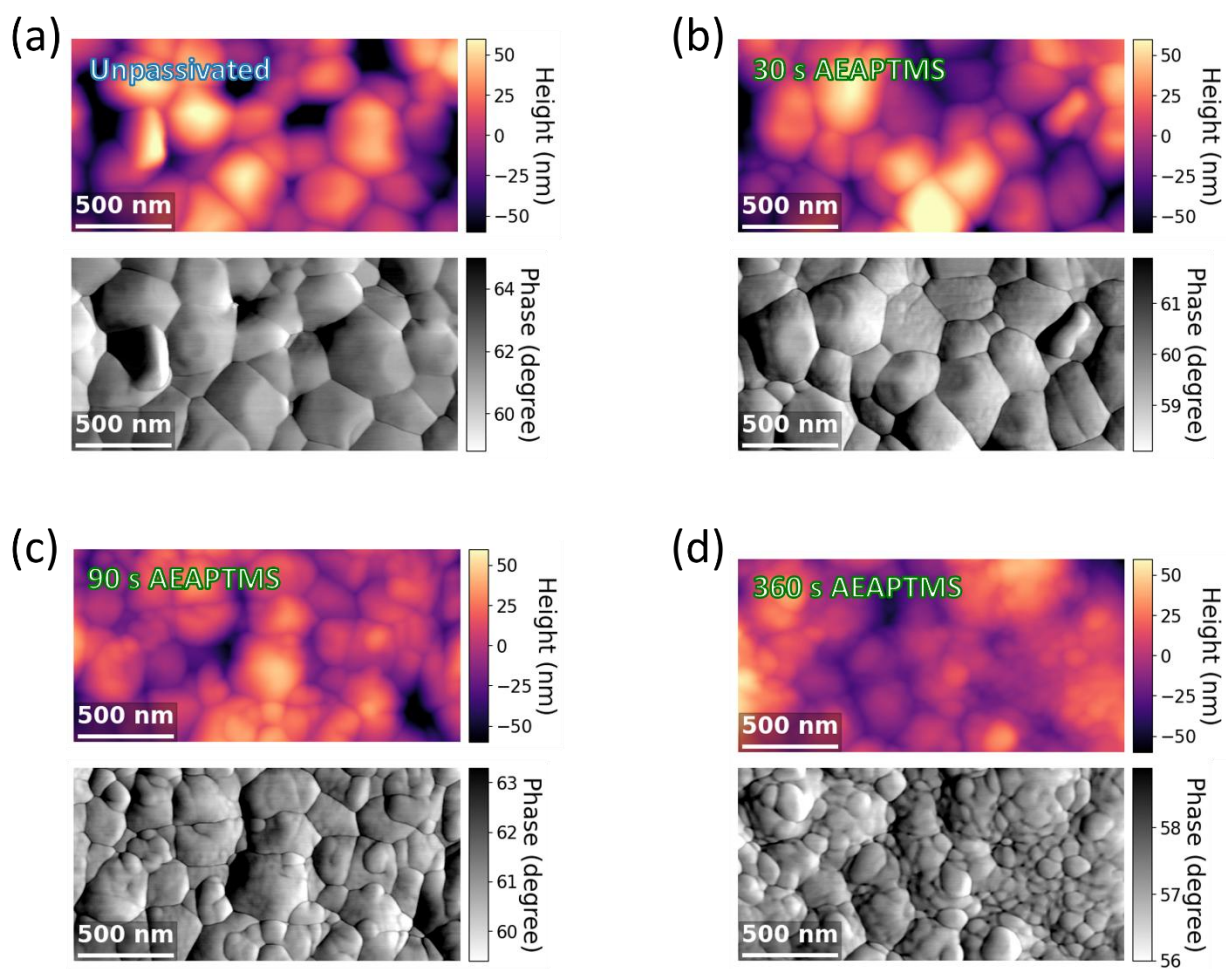 (a)
Unpassivated
500 nm
50
25
0
−25
−50
Height (nm)
500 nm
64
62
60
Phase (degree)
(b)
30 s AEAPTMS
500 nm
50
25
0
−25
−50
Height (nm)
500 nm
61
60
59
Phase (degree)
(c)
90 s AEAPTMS
500 nm
50
25
0
−25
−50
Height (nm)
500 nm
63
62
61
60
Phase (degree)
(d)
360 s AEAPTMS
500 nm
50
25
0
−25
−50
Height (nm)
500 nm
58
57
56
Phase (degree)